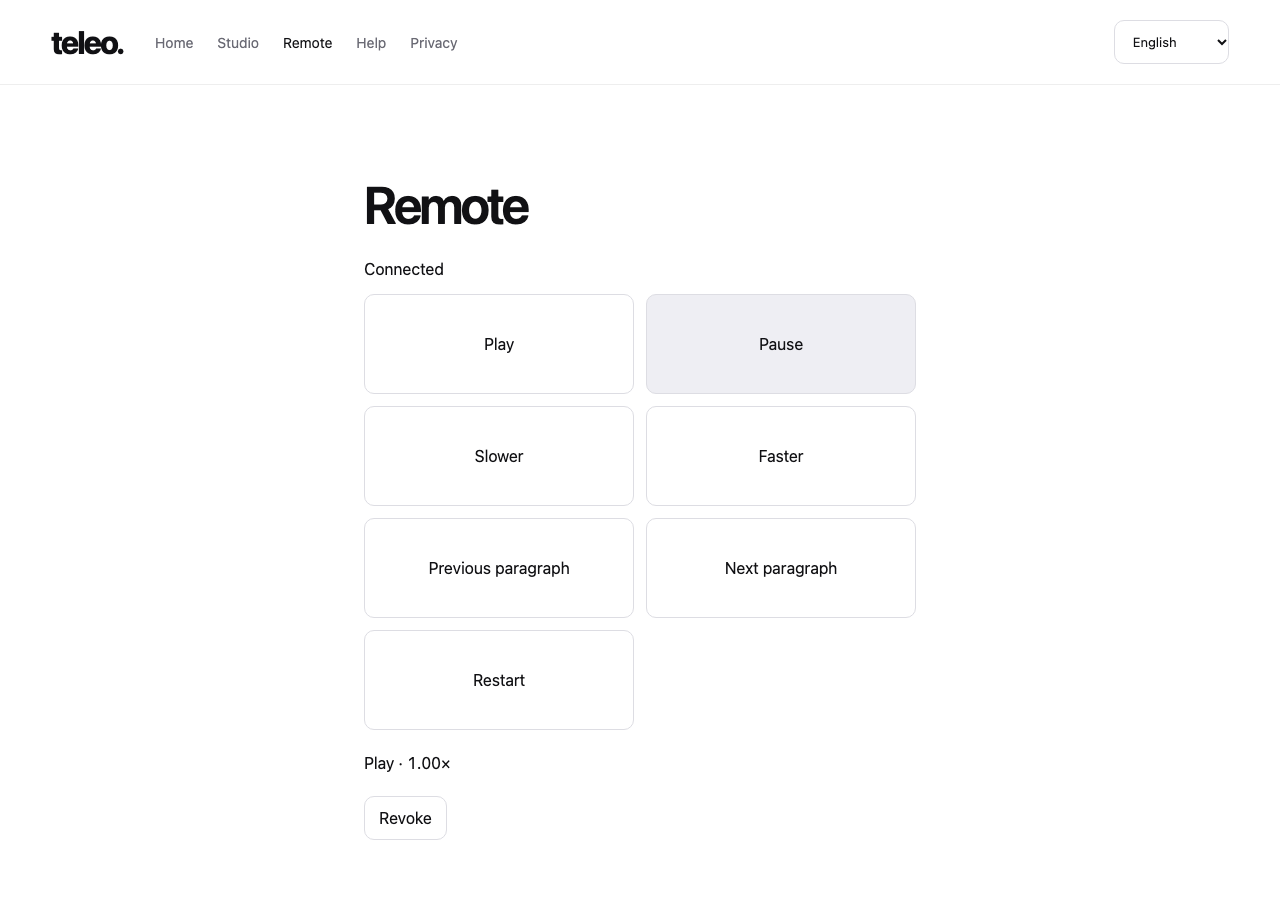 teleo. Home Studio Remote Help Privacy English
Remote
Connected
Play Pause
Slower Faster
Previous paragraph Next paragraph
Restart
Play · 1.00×
Revoke